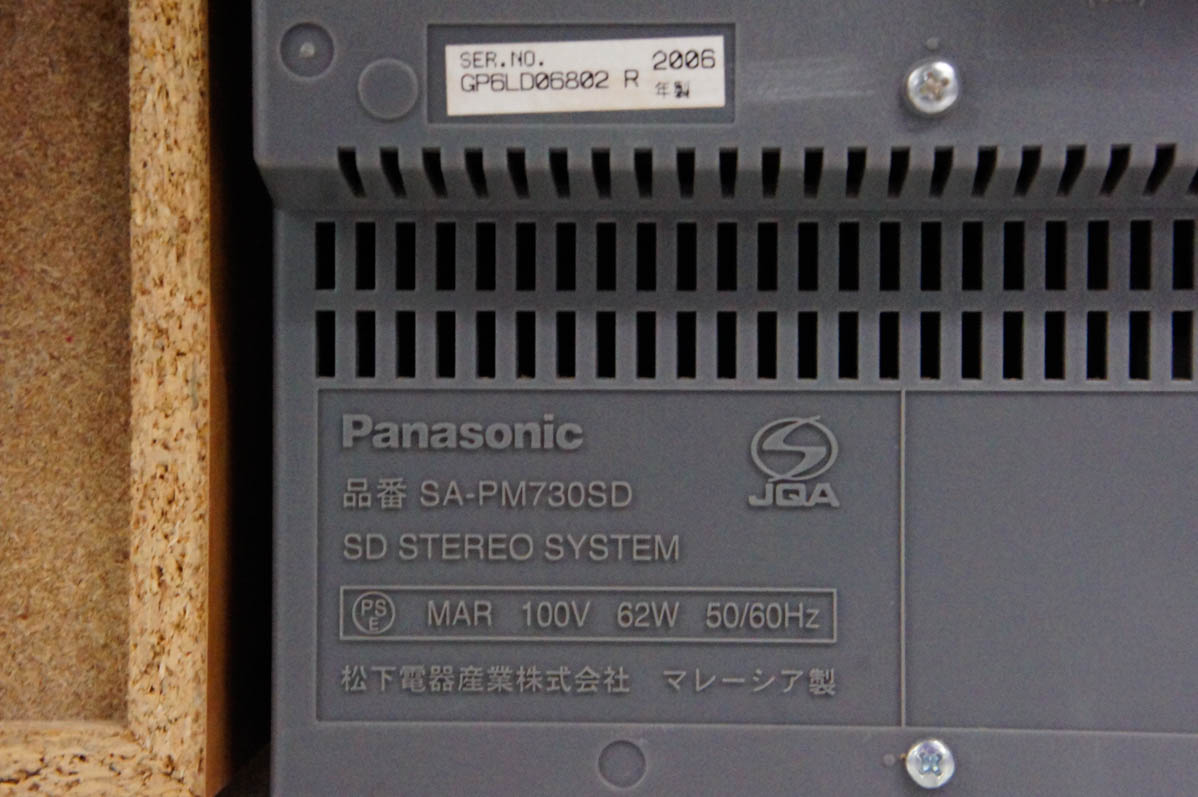 SER.NO. 2006
GP6LD06802 R 年製
Panasonic
品番 SA-PM730SD
JQA
SD STEREO SYSTEM
PSE MAR 100V 62W 50/60Hz
松下電器産業株式会社 マレーシア製